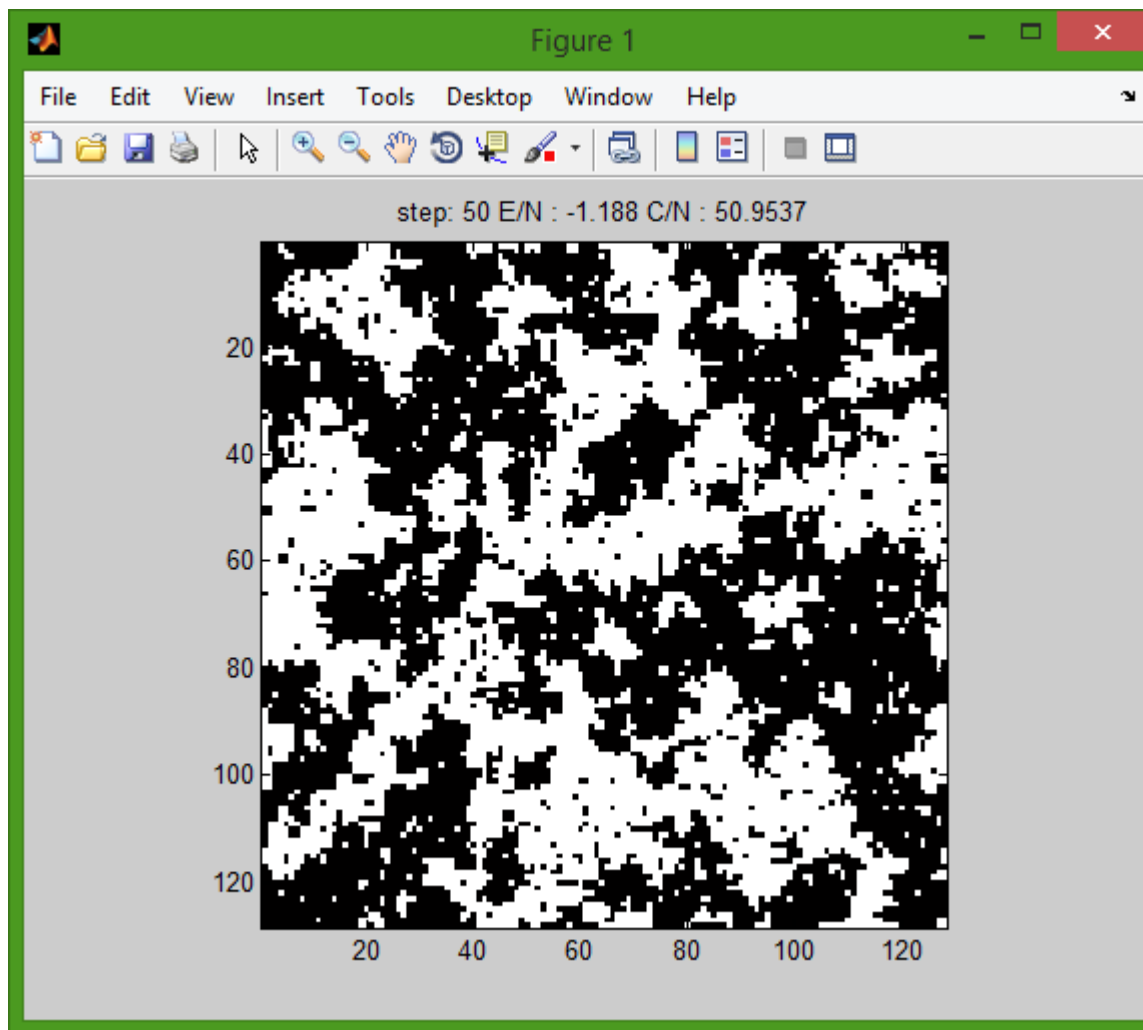 Figure 1
File Edit View Insert Tools Desktop Window Help
step: 50 E/N : -1.188 C/N : 50.9537
20
40
60
80
100
120
20 40 60 80 100 120